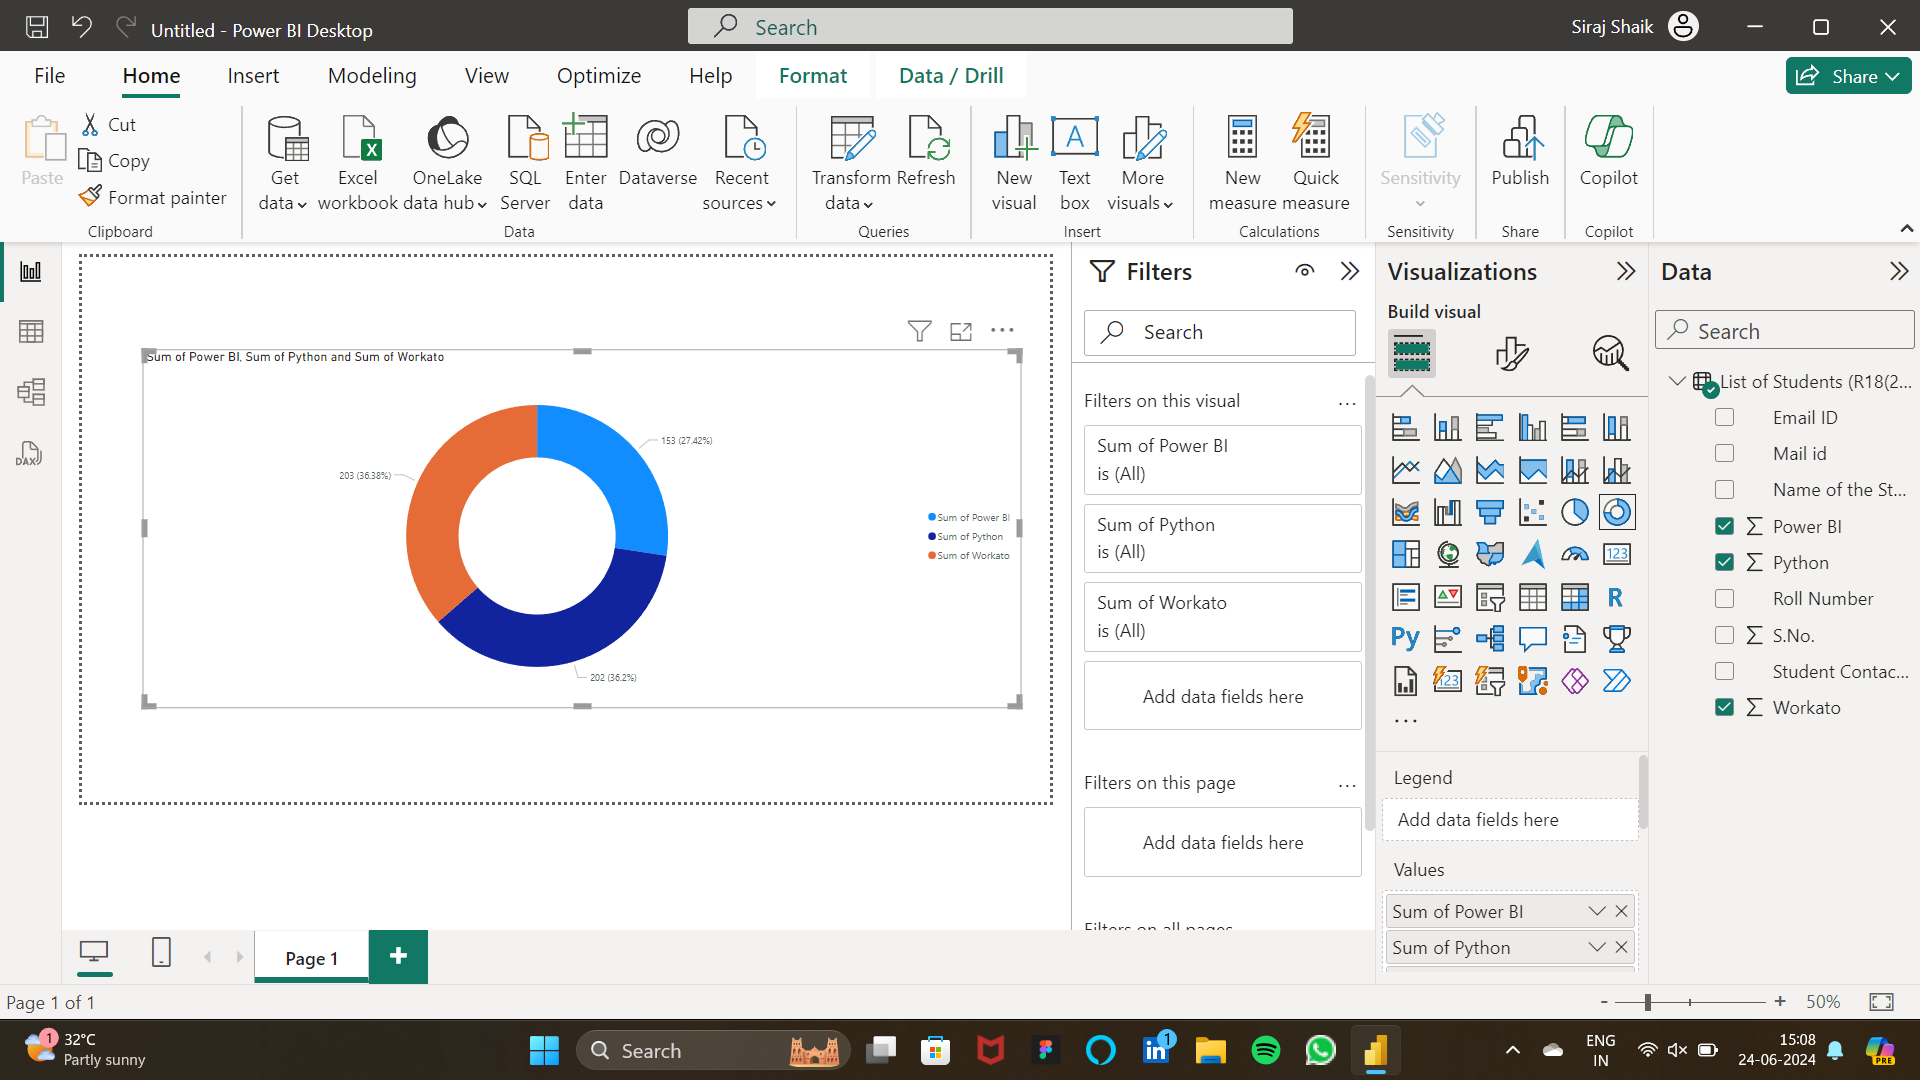 Untitled - Power BI Desktop
Search
Siraj Shaik
File
Home
Insert
Modeling
View
Optimize
Help
Format
Data / Drill
Share
Paste
Cut
Copy
Format painter
Clipboard
Get
data
Excel
workbook
OneLake
data hub
SQL
Server
Enter
data
Dataverse
Recent
sources
Data
Transform
data
Refresh
Queries
New
visual
Text
box
More
visuals
Insert
New
measure
Quick
measure
Calculations
Sensitivity
Sensitivity
Publish
Share
Copilot
Copilot
DAX
Sum of Power BI, Sum of Python and Sum of Workato
153 (27.42%)
203 (36.38%)
202 (36.2%)
Sum of Power BI
Sum of Python
Sum of Workato
Filters
Search
Filters on this visual
Sum of Power BI
is (All)
Sum of Python
is (All)
Sum of Workato
is (All)
Add data fields here
Filters on this page
Add data fields here
Filters on all pages
Visualizations
Build visual
123
R
Py
123
Legend
Add data fields here
Values
Sum of Power BI
Sum of Python
Data
Search
List of Students (R18(2...
Email ID
Mail id
Name of the St...
Power BI
Python
Roll Number
S.No.
Student Contac...
Workato
Page 1
Page 1 of 1
50%
1
32°C
Partly sunny
Search
in
1
ENG
IN
15:08
24-06-2024
PRE